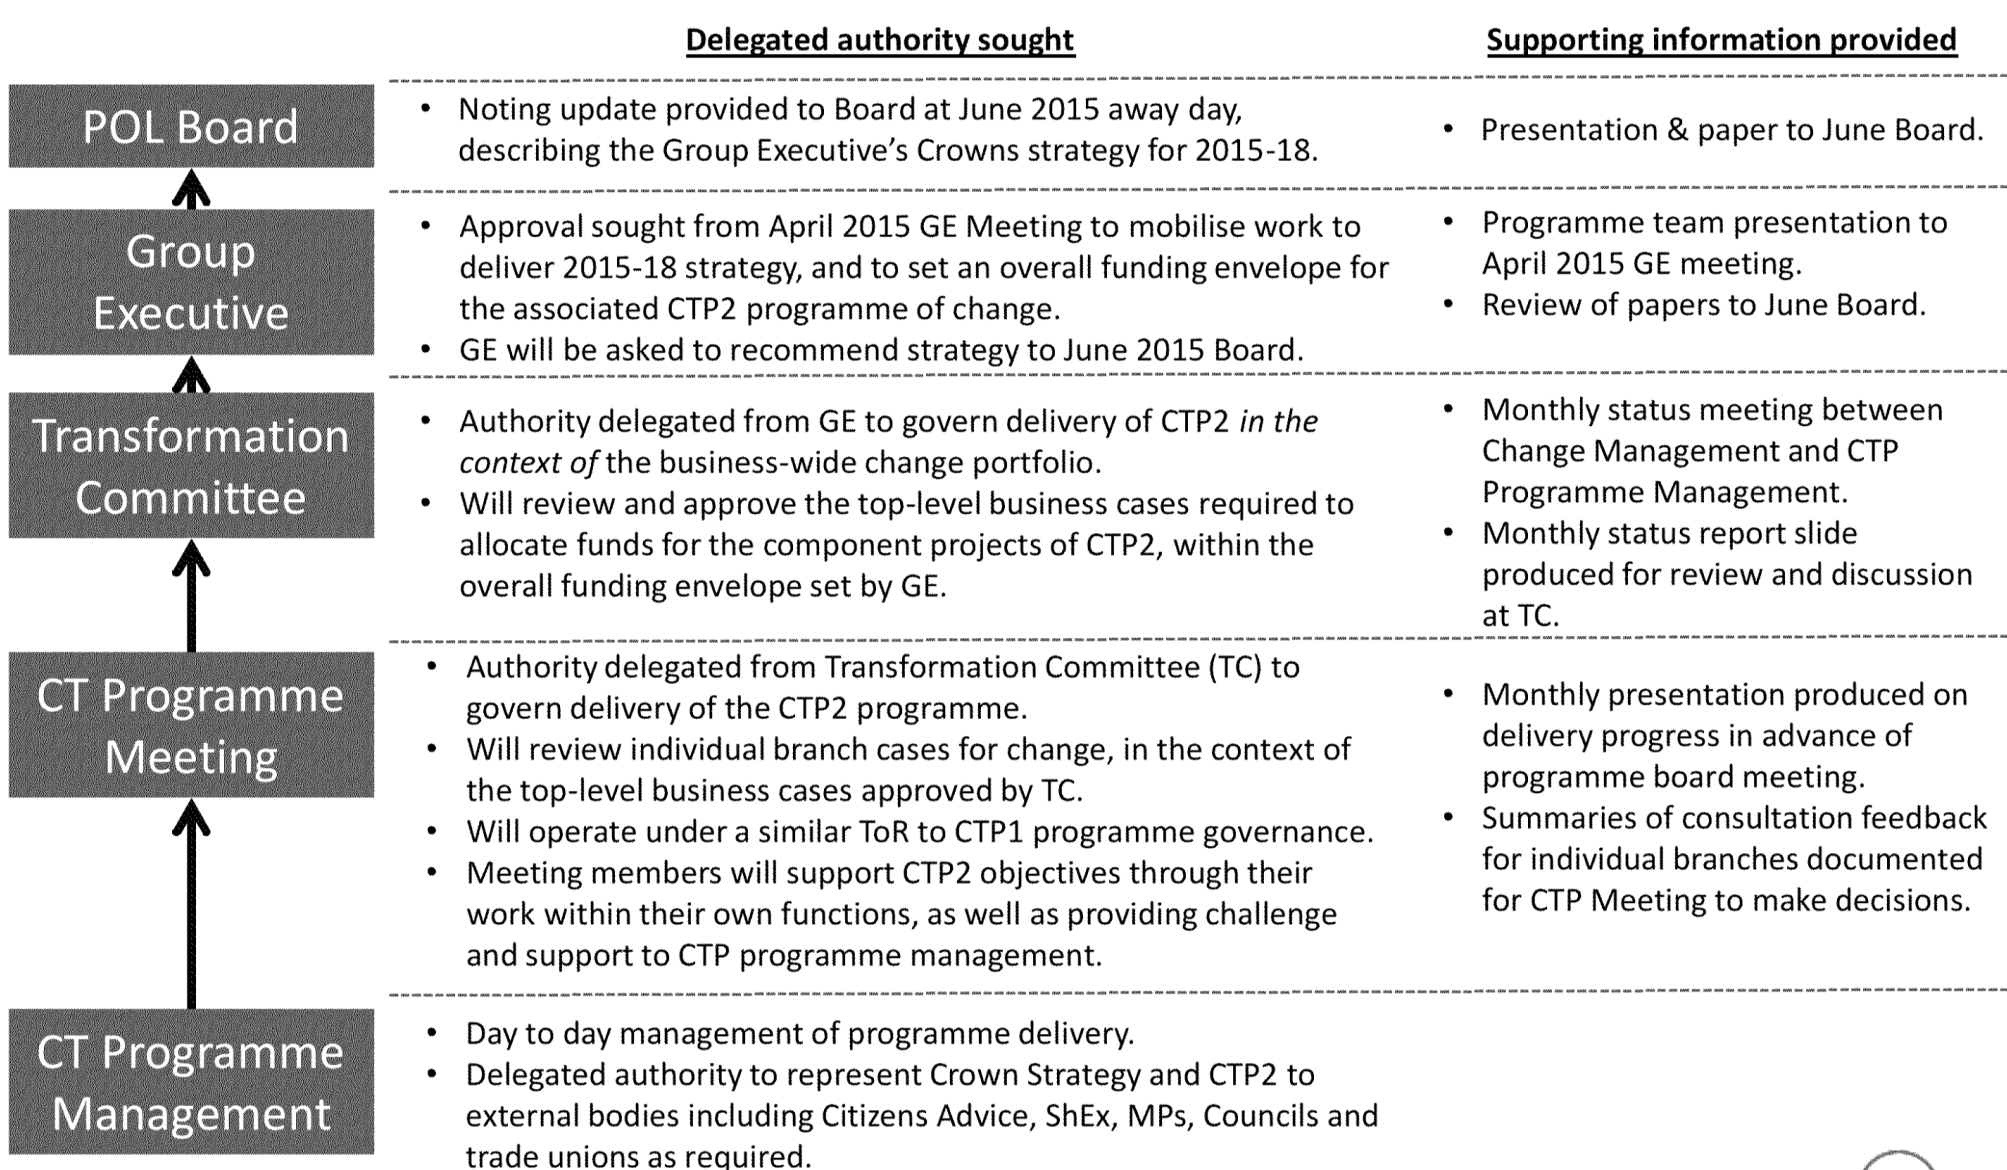 Delegated authority sought
Supporting information provided
POL Board
• Noting update provided to Board at June 2015 away day,
describing the Group Executive's Crowns strategy for 2015-18.
• Presentation & paper to June Board.
Group
Executive
• Approval sought from April 2015 GE Meeting to mobilise work to
deliver 2015-18 strategy, and to set an overall funding envelope for
the associated CTP2 programme of change.
• GE will be asked to recommend strategy to June 2015 Board.
• Programme team presentation to
April 2015 GE meeting.
• Review of papers to June Board.
Transformation
Committee
• Authority delegated from GE to govern delivery of CTP2 in the
context of the business-wide change portfolio.
• Will review and approve the top-level business cases required to
allocate funds for the component projects of CTP2, within the
overall funding envelope set by GE.
• Monthly status meeting between
Change Management and CTP
Programme Management.
• Monthly status report slide
produced for review and discussion
at TC.
CT Programme
Meeting
• Authority delegated from Transformation Committee (TC) to
govern delivery of the CTP2 programme.
• Will review individual branch cases for change, in the context of
the top-level business cases approved by TC.
• Will operate under a similar ToR to CTP1 programme governance.
• Meeting members will support CTP2 objectives through their
work within their own functions, as well as providing challenge
and support to CTP programme management.
• Monthly presentation produced on
delivery progress in advance of
programme board meeting.
• Summaries of consultation feedback
for individual branches documented
for CTP Meeting to make decisions.
CT Programme
Management
• Day to day management of programme delivery.
• Delegated authority to represent Crown Strategy and CTP2 to
external bodies including Citizens Advice, ShEx, MPs, Councils and
trade unions as required.